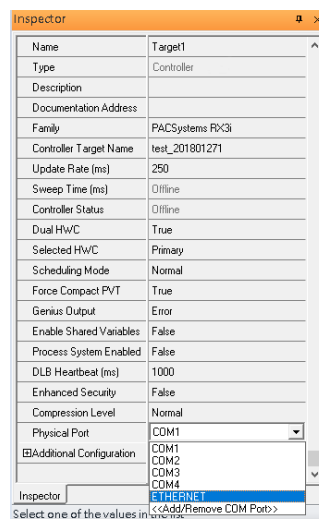 Inspector
Name Target1
Type Controller
Description
Documentation Address
Family PACSystems RX3i
Controller Target Name test_201801271
Update Rate (ms) 250
Sweep Time (ms) Offline
Controller Status Offline
Dual HWC True
Selected HWC Primary
Scheduling Mode Normal
Force Compact PVT True
Genius Output Error
Enable Shared Variables False
Process System Enabled False
DLB Heartbeat (ms) 1000
Enhanced Security False
Compression Level Normal
Physical Port COM1
Additional Configuration COM1
COM2
COM3
COM4
ETHERNET
<<Add/Remove COM Port>>
Inspector
Select one of the values in the list